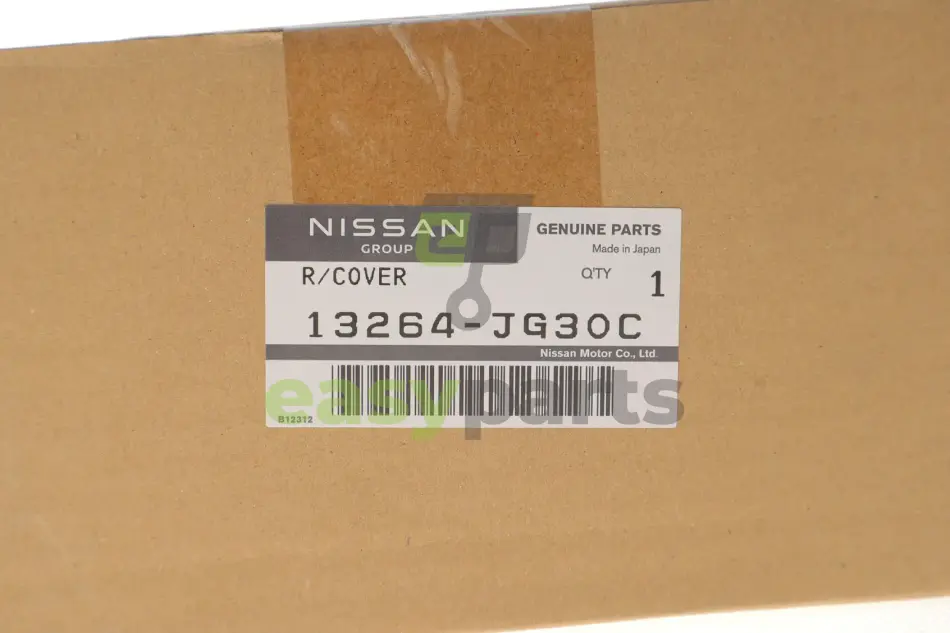 NISSAN
GROUP
GENUINE PARTS
Made in Japan
R/COVER
Q'TY 1
13264-JG30C
Nissan Motor Co., Ltd.
easyparts
B12312